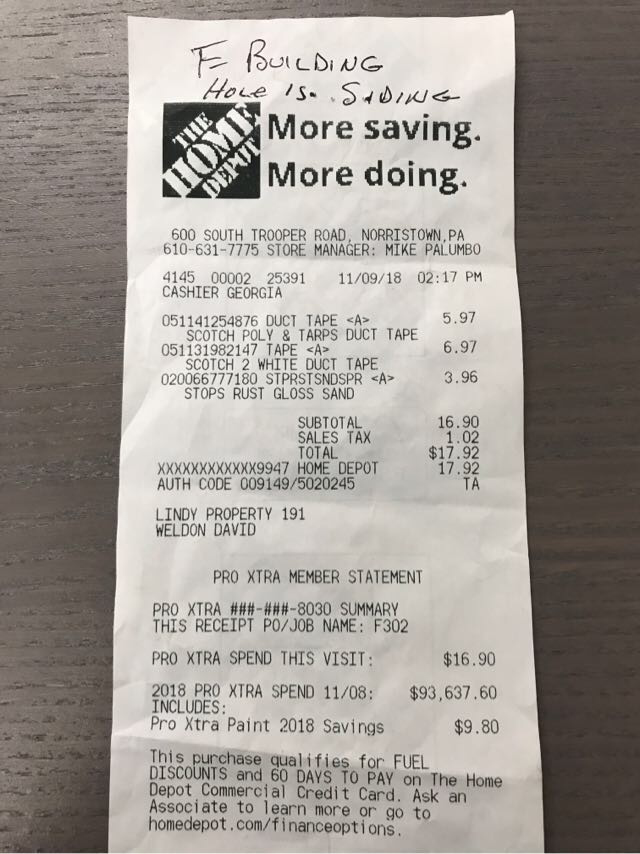 F BUILDING
HOLE IS. SIDING
THE HOME DEPOT
More saving.
More doing.
600 SOUTH TROOPER ROAD, NORRISTOWN,PA
610-631-7775 STORE MANAGER: MIKE PALUMBO
4145 00002 25391 11/09/18 02:17 PM
CASHIER GEORGIA
051141254876 DUCT TAPE <A> 5.97
SCOTCH POLY & TARPS DUCT TAPE
051131982147 TAPE <A> 6.97
SCOTCH 2 WHITE DUCT TAPE
020066777180 STPRSTSNDSPR <A> 3.96
STOPS RUST GLOSS SAND
SUBTOTAL 16.90
SALES TAX 1.02
TOTAL $17.92
XXXXXXXXXXXX9947 HOME DEPOT 17.92
AUTH CODE 009149/5020245 TA
LINDY PROPERTY 191
WELDON DAVID
PRO XTRA MEMBER STATEMENT
PRO XTRA ###-###-8030 SUMMARY
THIS RECEIPT PO/JOB NAME: F302
PRO XTRA SPEND THIS VISIT: $16.90
2018 PRO XTRA SPEND 11/08: $93,637.60
INCLUDES:
Pro Xtra Paint 2018 Savings $9.80
This purchase qualifies for FUEL
DISCOUNTS and 60 DAYS TO PAY on The Home
Depot Commercial Credit Card. Ask an
Associate to learn more or go to
homedepot.com/financeoptions.